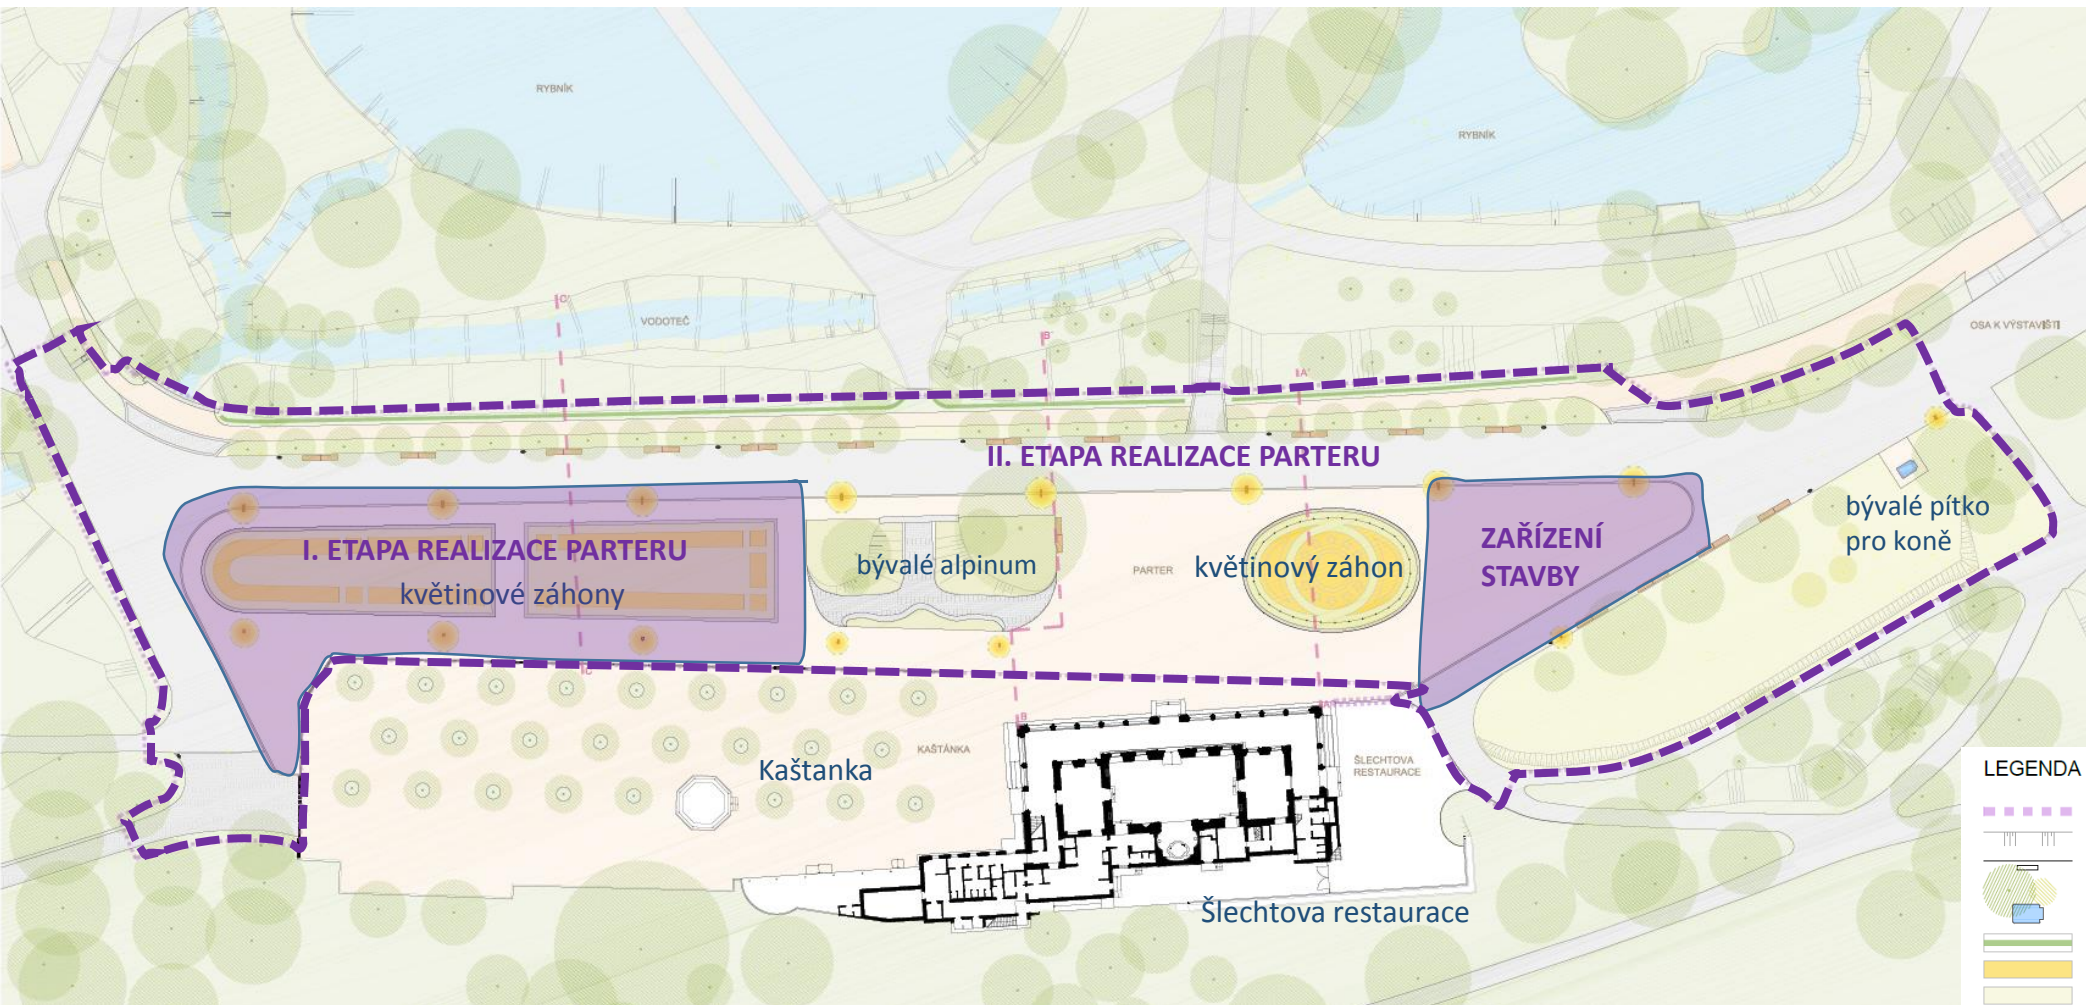 RYBNÍK
RYBNÍK
C'
VODOTEČ
B'
OSA K VÝSTAVIŠTI
A'
II. ETAPA REALIZACE PARTERU
bývalé pítko
pro koně
I. ETAPA REALIZACE PARTERU
květinové záhony
bývalé alpinum
PARTER
květinový záhon
ZAŘÍZENÍ
STAVBY
C
B
A
KAŠTÁNKA
Kaštanka
ŠLECHTOVA
RESTAURACE
LEGENDA
Šlechtova restaurace